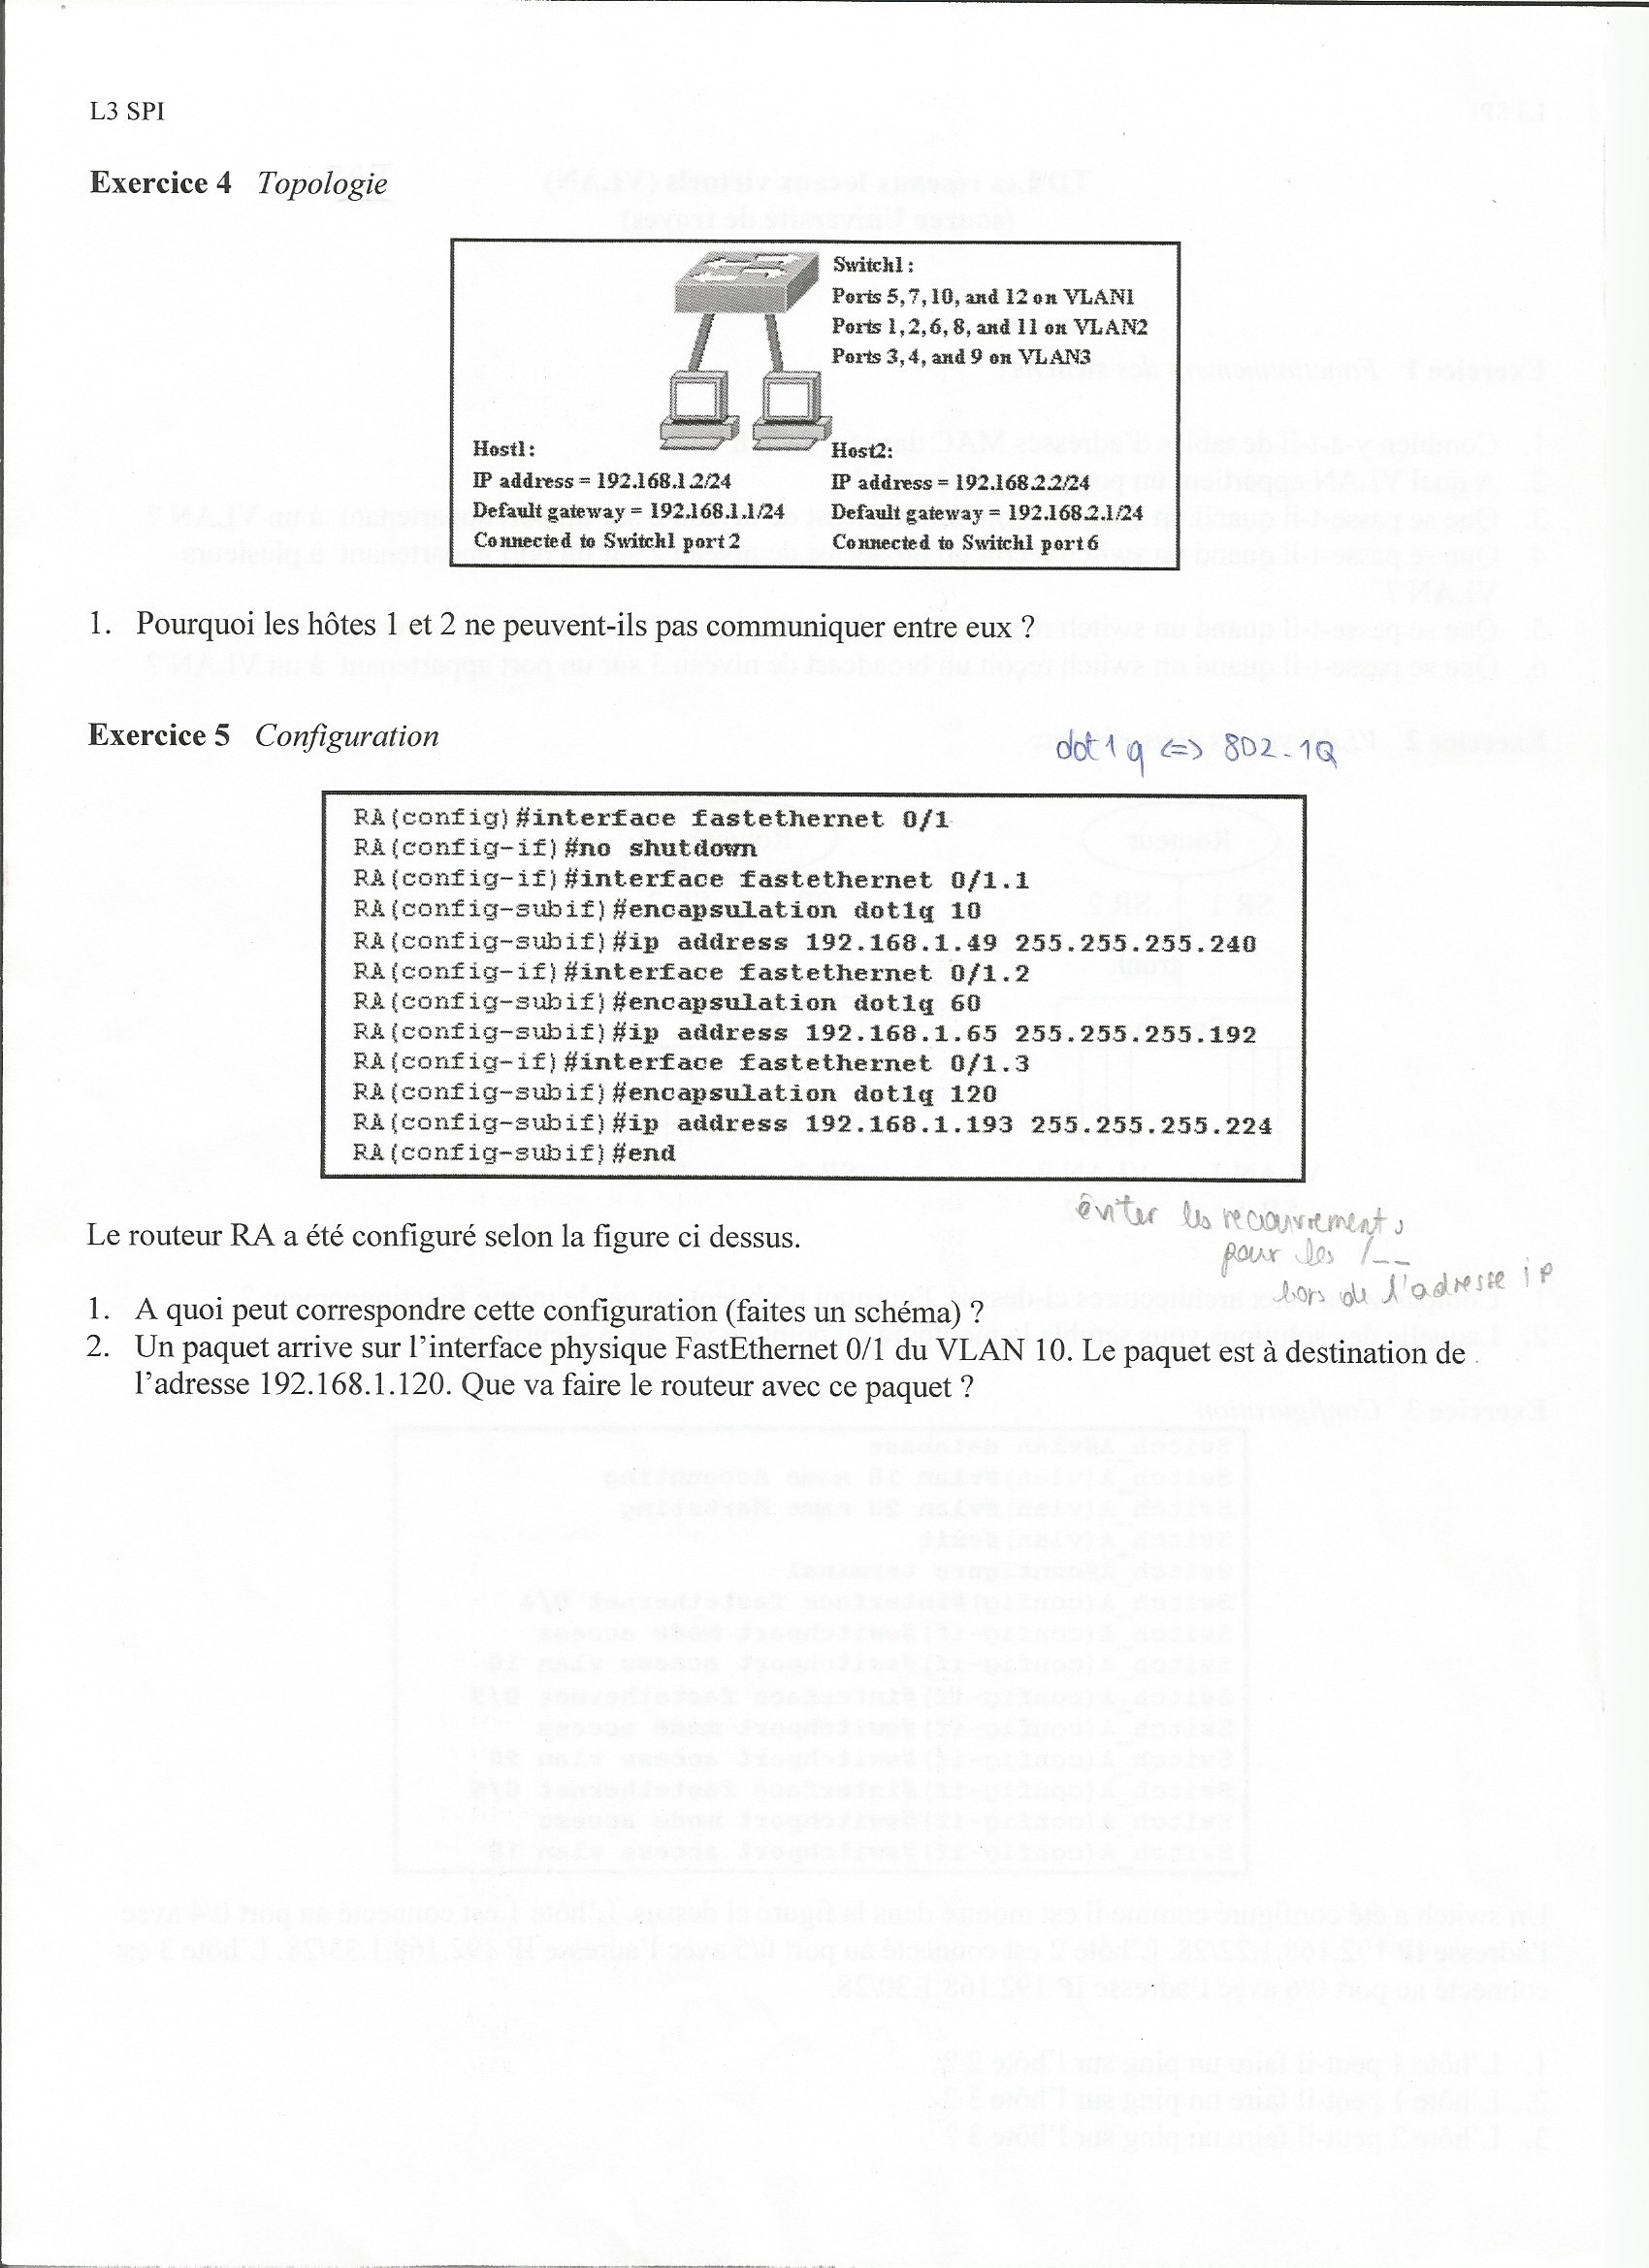 L3 SPI
Exercice 4 Topologie
Switch1:
Ports 5,7,10, and 12 on VLAN1
Ports 1,2,6,8, and 11 on VLAN2
Ports 3,4, and 9 on VLAN3
Host1:
IP address = 192.168.1.2/24
Default gateway = 192.168.1.1/24
Connected to Switch1 port 2
Host2:
IP address = 192.168.2.2/24
Default gateway = 192.168.2.1/24
Connected to Switch1 port 6
1. Pourquoi les hôtes 1 et 2 ne peuvent-ils pas communiquer entre eux ?
Exercice 5 Configuration
dot1q <=> 802.1Q
RA(config)#interface fastethernet 0/1
RA(config-if)#no shutdown
RA(config-if)#interface fastethernet 0/1.1
RA(config-subif)#encapsulation dot1q 10
RA(config-subif)#ip address 192.168.1.49 255.255.255.240
RA(config-if)#interface fastethernet 0/1.2
RA(config-subif)#encapsulation dot1q 60
RA(config-subif)#ip address 192.168.1.65 255.255.255.192
RA(config-if)#interface fastethernet 0/1.3
RA(config-subif)#encapsulation dot1q 120
RA(config-subif)#ip address 192.168.1.193 255.255.255.224
RA(config-subif)#end
éviter les recouvrements
pour les /__
lors de l'adresse ip
Le routeur RA a été configuré selon la figure ci dessus.
1. A quoi peut correspondre cette configuration (faites un schéma) ?
2. Un paquet arrive sur l'interface physique FastEthernet 0/1 du VLAN 10. Le paquet est à destination de
l'adresse 192.168.1.120. Que va faire le routeur avec ce paquet ?